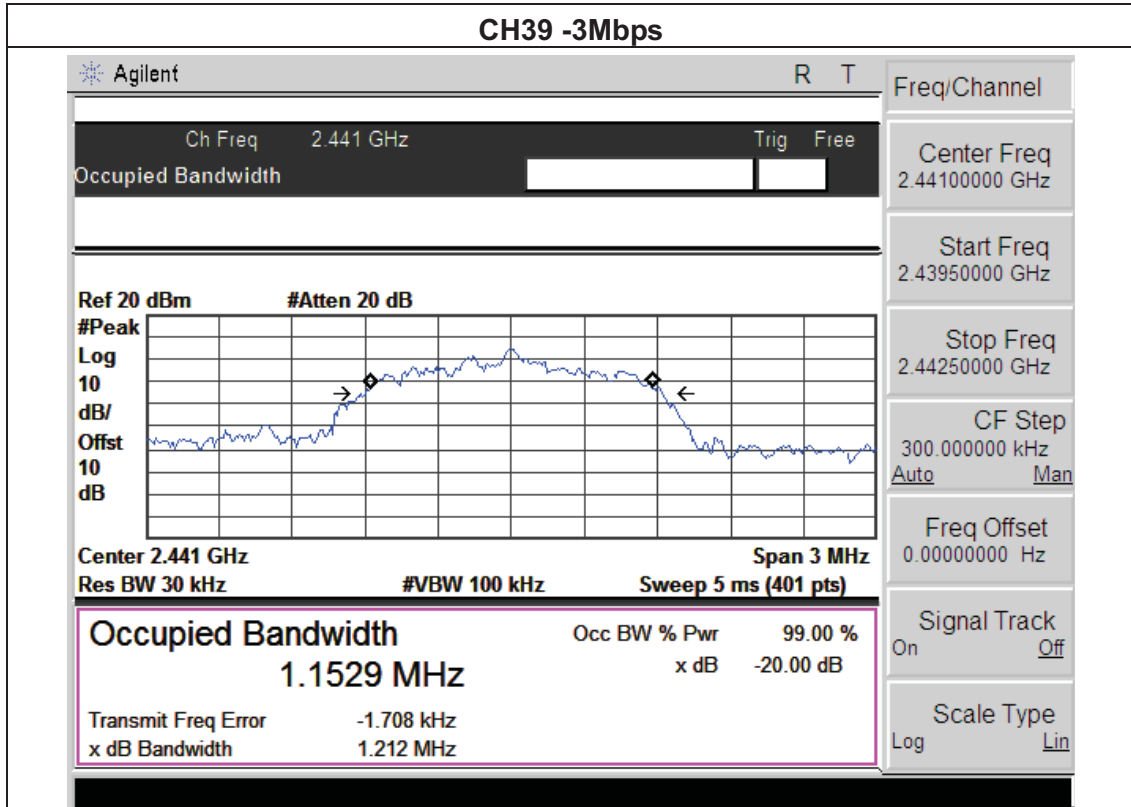 CH39 -3Mbps
Agilent R T
Freq/Channel
Ch Freq 2.441 GHz Trig Free
Occupied Bandwidth
Center Freq
2.44100000 GHz
Start Freq
2.43950000 GHz
Ref 20 dBm #Atten 20 dB
#Peak
Log
10
dB/
Offst
10
dB
Stop Freq
2.44250000 GHz
CF Step
300.000000 kHz
Auto Man
Center 2.441 GHz Span 3 MHz
Res BW 30 kHz #VBW 100 kHz Sweep 5 ms (401 pts)
Freq Offset
0.00000000 Hz
Occupied Bandwidth Occ BW % Pwr 99.00 %
1.1529 MHz x dB -20.00 dB
Transmit Freq Error -1.708 kHz
x dB Bandwidth 1.212 MHz
Signal Track
On Off
Scale Type
Log Lin